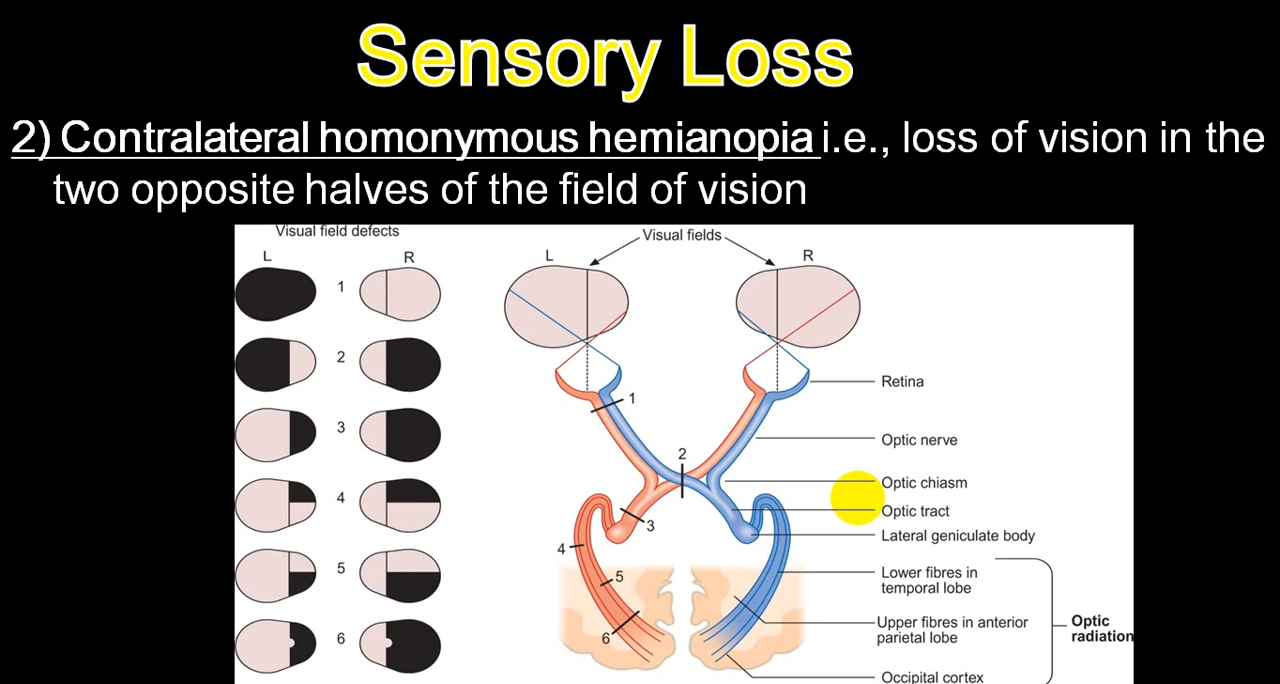 Sensory Loss
2) Contralateral homonymous hemianopia i.e., loss of vision in the
two opposite halves of the field of vision
Visual field defects
L
R
1
2
3
4
5
6
Visual fields
L
R
1
2
3
4
5
6
Retina
Optic nerve
Optic chiasm
Optic tract
Lateral geniculate body
Lower fibres in
temporal lobe
Upper fibres in anterior
parietal lobe
Occipital cortex
Optic
radiation